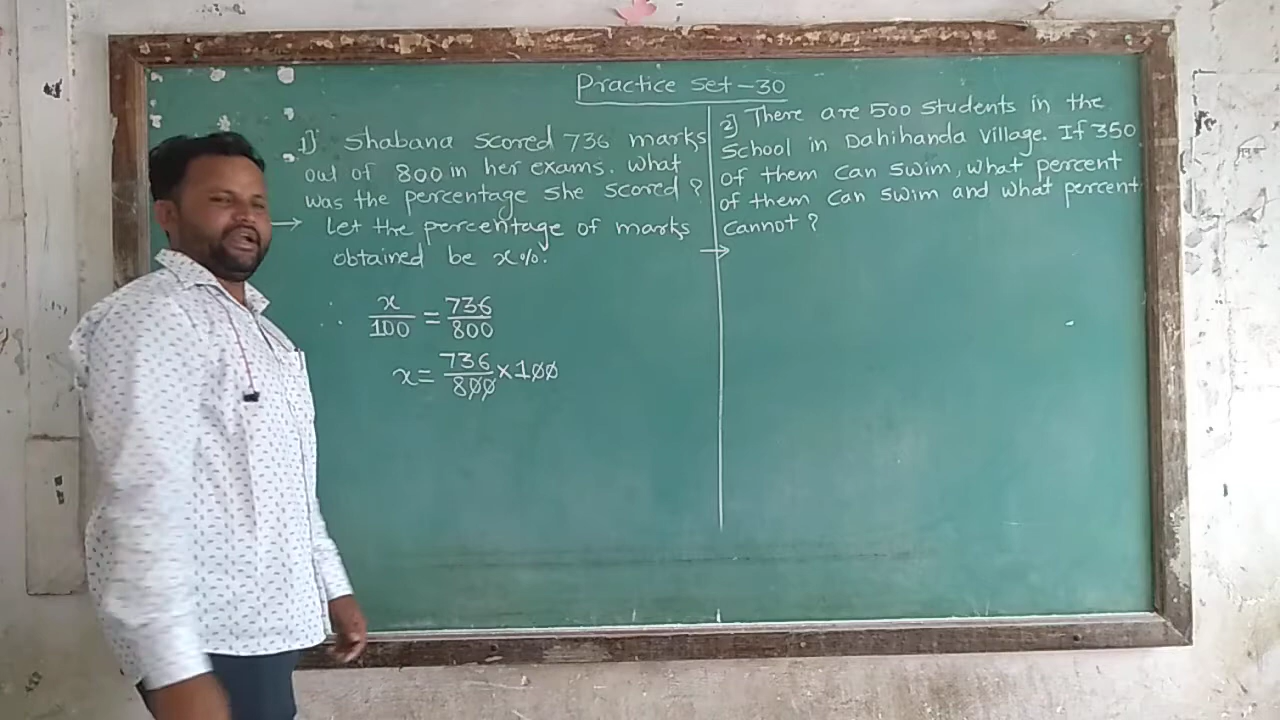 Practice Set-30
1) Shabana scored 736 marks
out of 800 in her exams. What
was the percentage she scored?
→ Let the percentage of marks
obtained be x%.
x/100 = 736/800
x = 736/800 × 100
2] There are 500 students in the
School in Dahihanda Village. If 350
of them can swim, what percent
of them can swim and what percent
cannot?
→